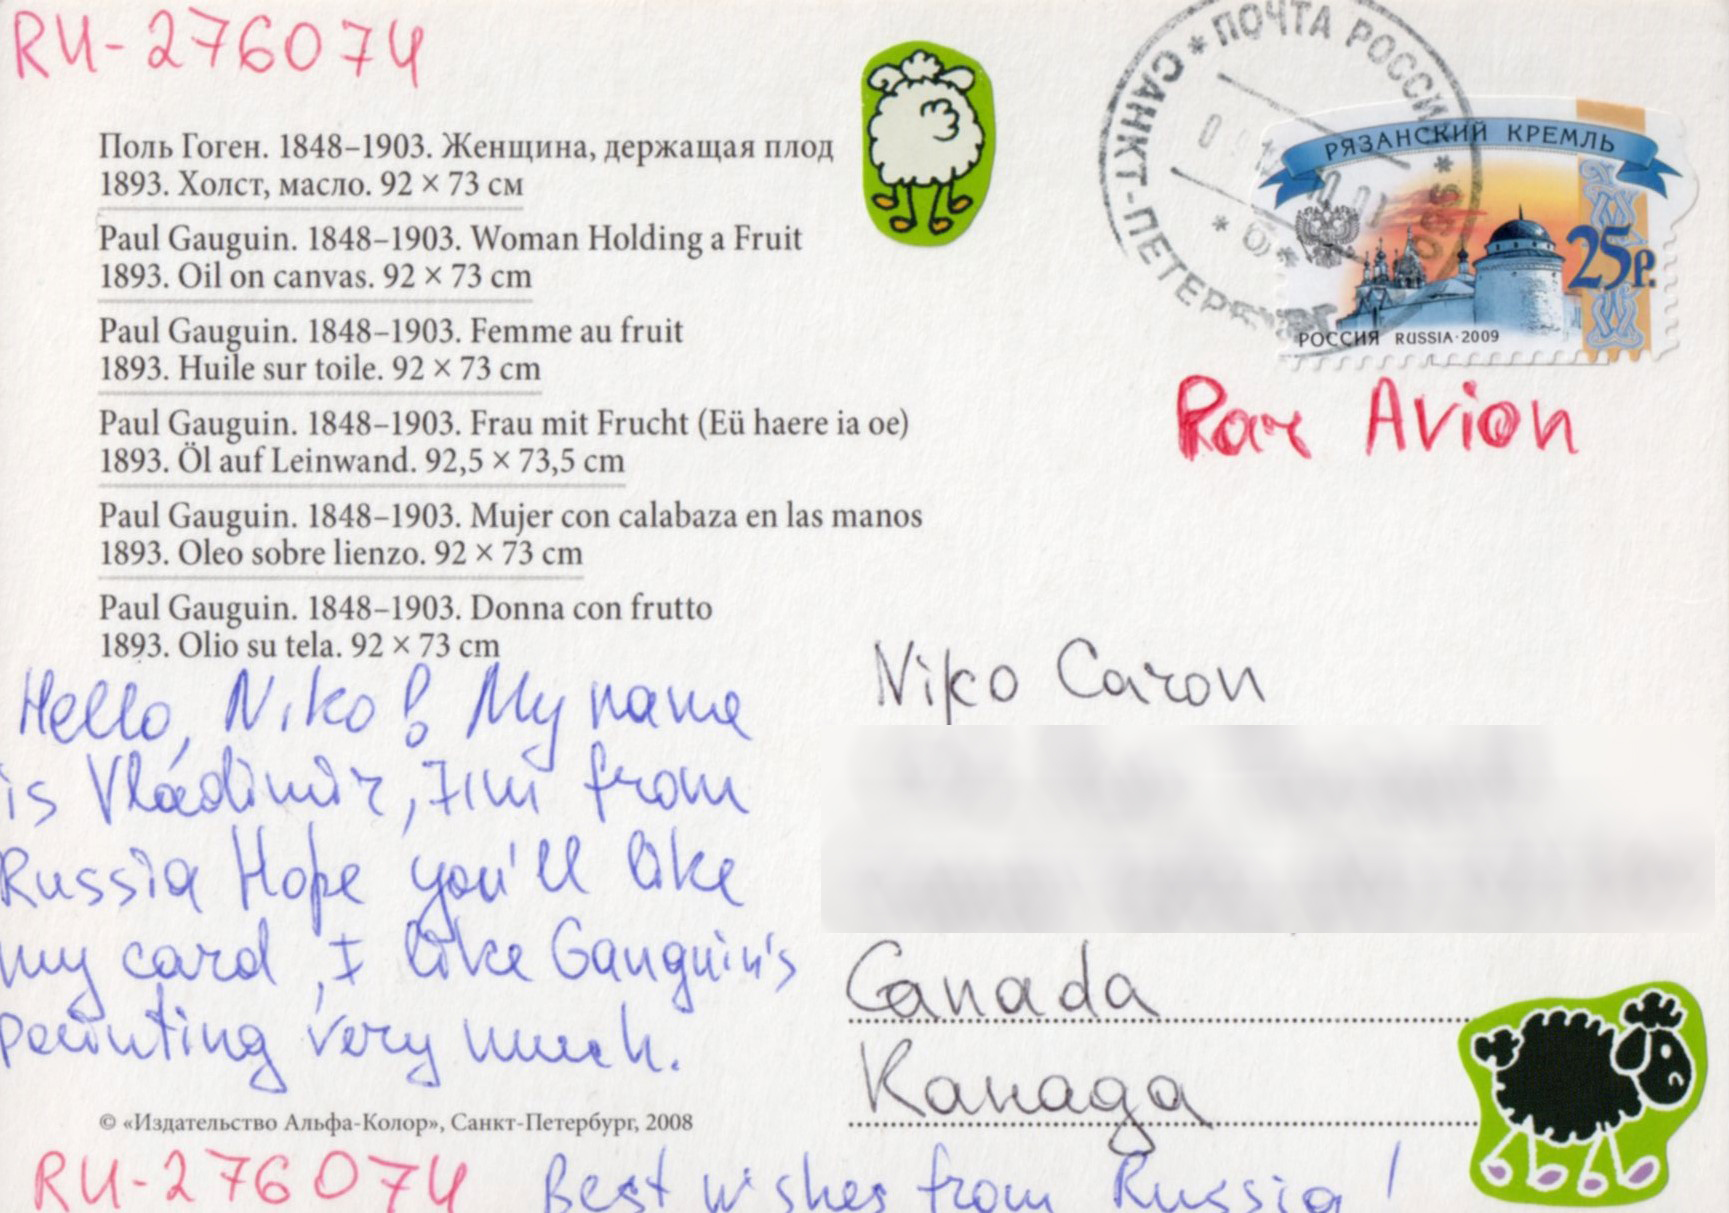 RU-276074
Поль Гоген. 1848–1903. Женщина, держащая плод
1893. Холст, масло. 92 × 73 см
Paul Gauguin. 1848–1903. Woman Holding a Fruit
1893. Oil on canvas. 92 × 73 cm
Paul Gauguin. 1848–1903. Femme au fruit
1893. Huile sur toile. 92 × 73 cm
Paul Gauguin. 1848–1903. Frau mit Frucht (Eü haere ia oe)
1893. Öl auf Leinwand. 92,5 × 73,5 cm
Paul Gauguin. 1848–1903. Mujer con calabaza en las manos
1893. Oleo sobre lienzo. 92 × 73 cm
Paul Gauguin. 1848–1903. Donna con frutto
1893. Olio su tela. 92 × 73 cm
Hello, Niko! My name
is Vladimir, I'm from
Russia Hope you'll like
my card, I like Gauguin's
painting very much.
© «Издательство Альфа-Колор», Санкт-Петербург, 2008
RU-276074
Best wishes from Russia!
ПОЧТА РОССИИ
САНКТ-ПЕТЕРБУРГ
РЯЗАНСКИЙ КРЕМЛЬ
25р.
РОССИЯ RUSSIA·2009
Par Avion
Niko Caron
Canada
Канада